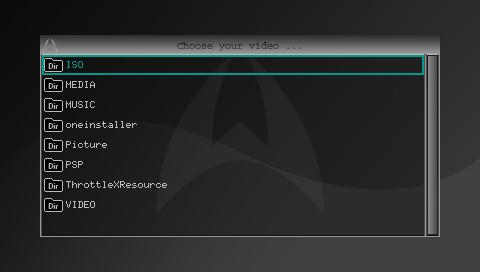 Choose your video ...
Dir ISO
Dir MEDIA
Dir MUSIC
Dir oneinstaller
Dir Picture
Dir PSP
Dir ThrottleXResource
Dir VIDEO